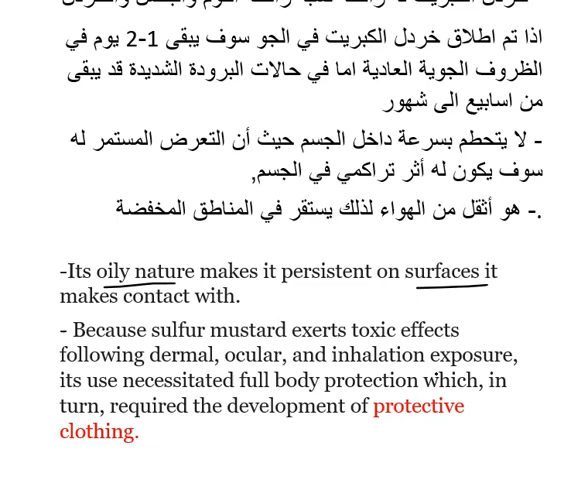 اذا تم اطلاق خردل الكبريت في الجو سوف يبقى 1-2 يوم في
الظروف الجوية العادية اما في حالات البرودة الشديدة قد يبقى
من اسابيع الى شهور
- لا يتحطم بسرعة داخل الجسم حيث أن التعرض المستمر له
سوف يكون له أثر تراكمي في الجسم,
.- هو أثقل من الهواء لذلك يستقر في المناطق المخفضة
-Its oily nature makes it persistent on surfaces it
makes contact with.
- Because sulfur mustard exerts toxic effects
following dermal, ocular, and inhalation exposure,
its use necessitated full body protection which, in
turn, required the development of protective
clothing.